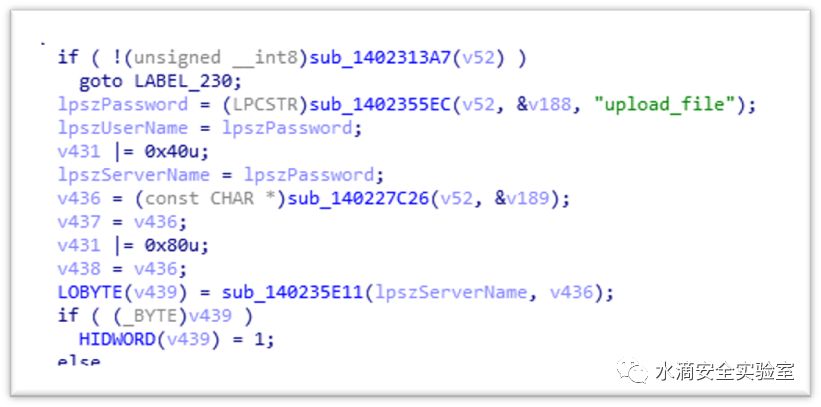 if ( !(unsigned __int8)sub_1402313A7(v52) )
goto LABEL_230;
lpszPassword = (LPCSTR)sub_1402355EC(v52, &v188, "upload_file");
lpszUserName = lpszPassword;
v431 |= 0x40u;
lpszServerName = lpszPassword;
v436 = (const CHAR *)sub_140227C26(v52, &v189);
v437 = v436;
v431 |= 0x80u;
v438 = v436;
LOBYTE(v439) = sub_140235E11(lpszServerName, v436);
if ( (_BYTE)v439 )
HIDWORD(v439) = 1;
else
水滴安全实验室